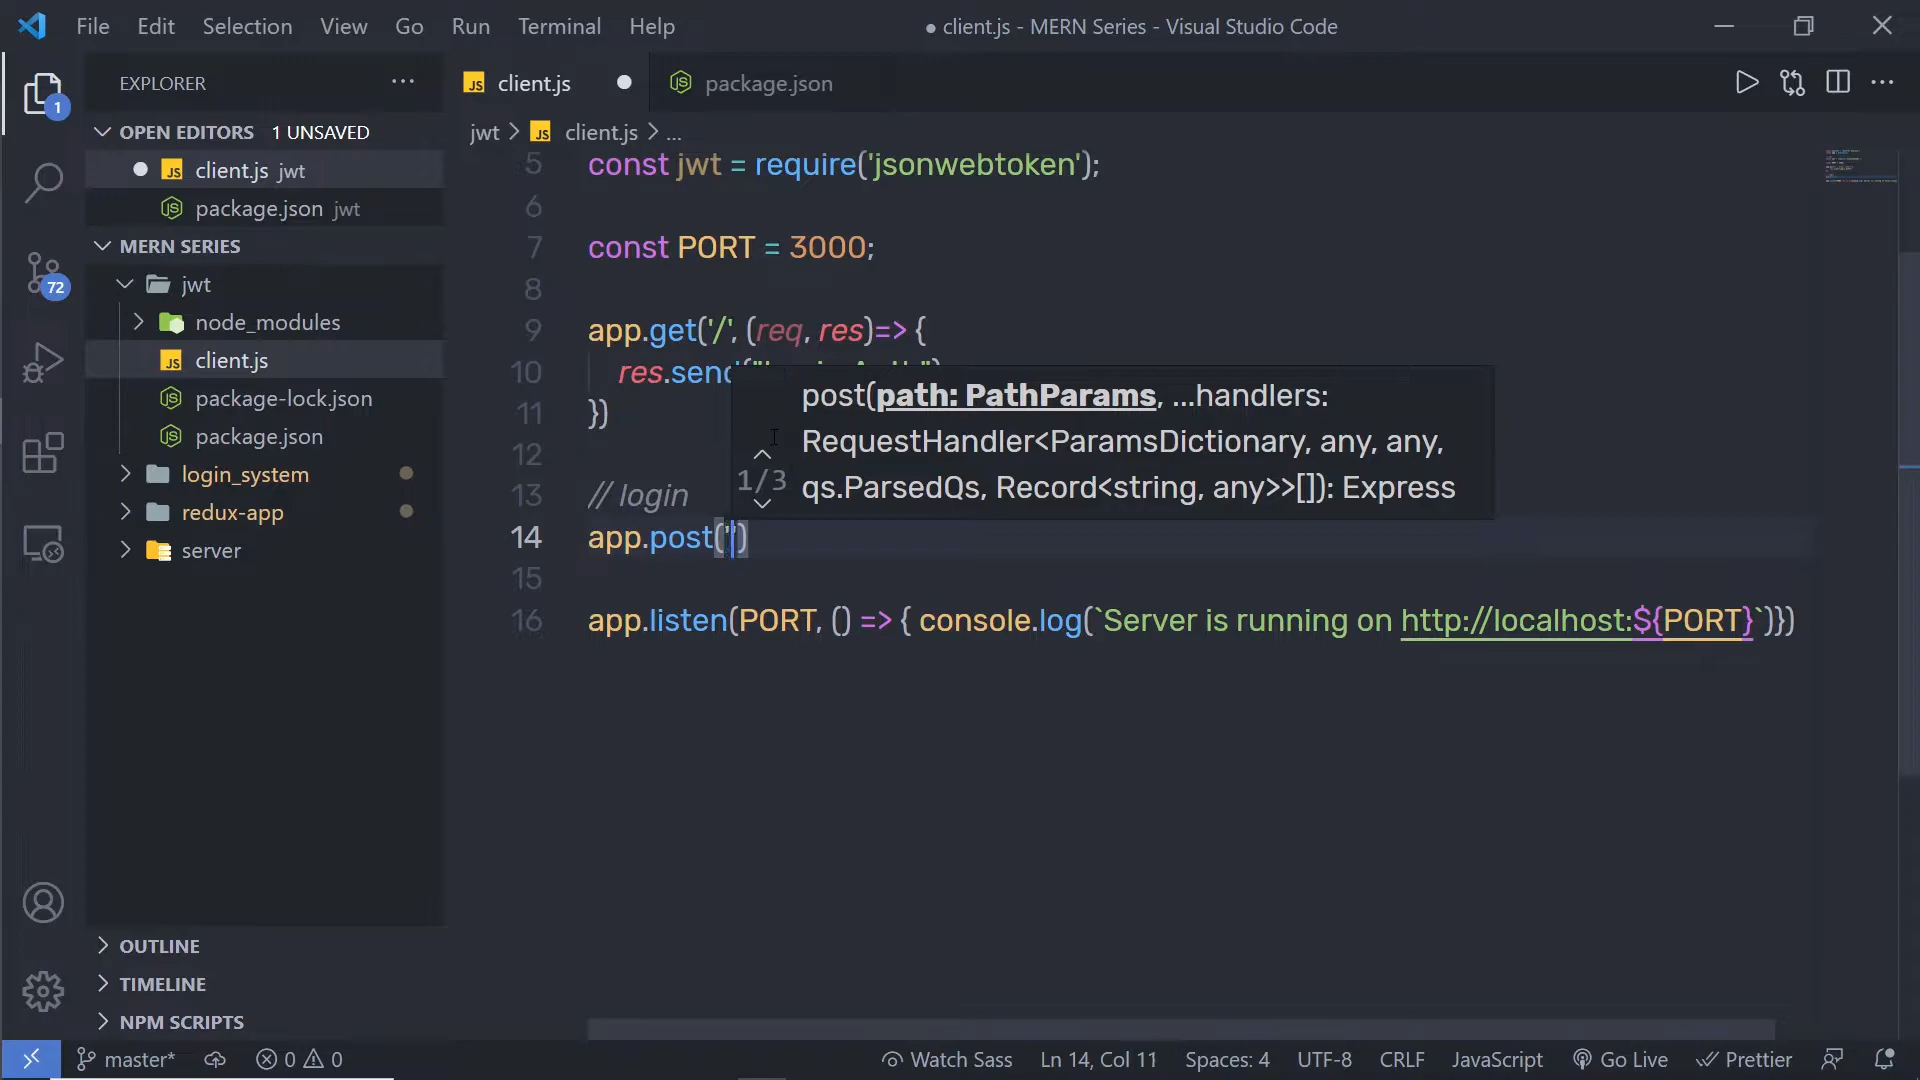 File Edit Selection View Go Run Terminal Help
● client.js - MERN Series - Visual Studio Code
EXPLORER
OPEN EDITORS 1 UNSAVED
JS client.js jwt
package.json jwt
MERN SERIES
jwt
node_modules
JS client.js
package-lock.json
package.json
login_system
redux-app
server
OUTLINE
TIMELINE
NPM SCRIPTS
1
72
JS client.js
package.json
jwt > JS client.js > ...
5 const jwt = require('jsonwebtoken');
6
7 const PORT = 3000;
8
9 app.get('/', (req, res)=> {
10 res.send
11 })
12
13 // login
14 app.post('')
15
16 app.listen(PORT, () => { console.log(`Server is running on http://localhost:${PORT}`)})
1/3
post(path: PathParams, ...handlers:
RequestHandler<ParamsDictionary, any, any,
qs.ParsedQs, Record<string, any>>[]): Express
master* 0 0 Watch Sass Ln 14, Col 11 Spaces: 4 UTF-8 CRLF JavaScript Go Live Prettier